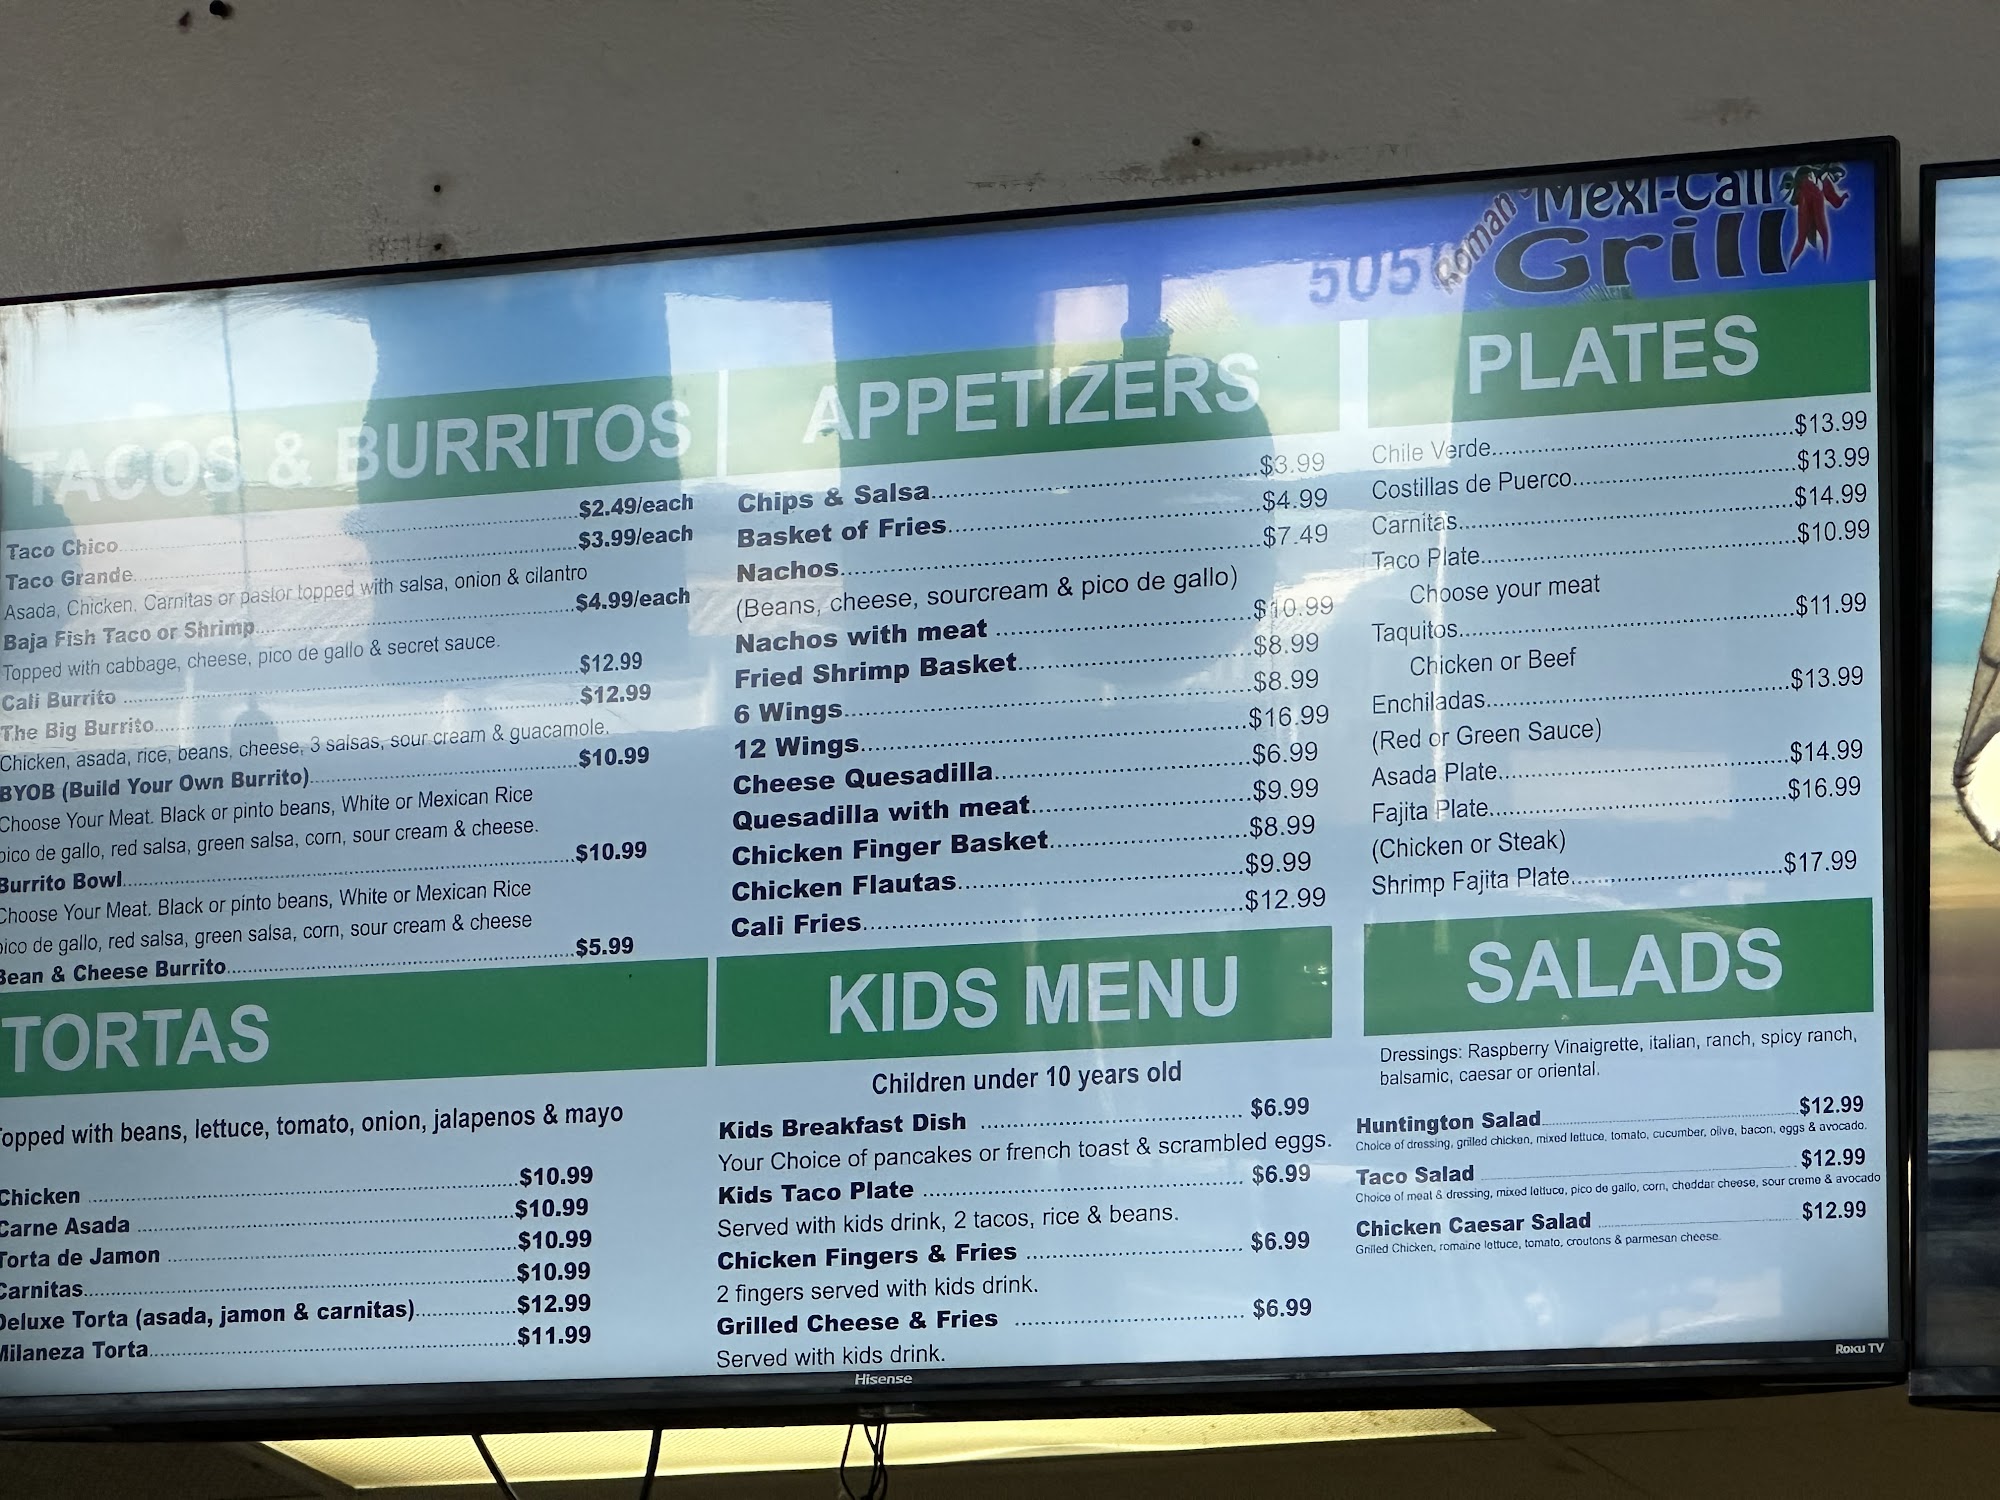 Roman's Mexi-Cali
505
Grill
TACOS & BURRITOS
Taco Chico $2.49/each
Taco Grande $3.99/each
Asada, Chicken, Carnitas or pastor topped with salsa, onion & cilantro
Baja Fish Taco or Shrimp $4.99/each
Topped with cabbage, cheese, pico de gallo & secret sauce.
Cali Burrito $12.99
The Big Burrito $12.99
Chicken, asada, rice, beans, cheese, 3 salsas, sour cream & guacamole.
BYOB (Build Your Own Burrito) $10.99
Choose Your Meat. Black or pinto beans, White or Mexican Rice
pico de gallo, red salsa, green salsa, corn, sour cream & cheese.
Burrito Bowl $10.99
Choose Your Meat. Black or pinto beans, White or Mexican Rice
pico de gallo, red salsa, green salsa, corn, sour cream & cheese
Bean & Cheese Burrito $5.99
TORTAS
Topped with beans, lettuce, tomato, onion, jalapenos & mayo
Chicken $10.99
Carne Asada $10.99
Torta de Jamon $10.99
Carnitas $10.99
Deluxe Torta (asada, jamon & carnitas) $12.99
Milaneza Torta $11.99
APPETIZERS
Chips & Salsa $3.99
Basket of Fries $4.99
Nachos $7.49
(Beans, cheese, sourcream & pico de gallo)
Nachos with meat $10.99
Fried Shrimp Basket $8.99
6 Wings $8.99
12 Wings $16.99
Cheese Quesadilla $6.99
Quesadilla with meat $9.99
Chicken Finger Basket $8.99
Chicken Flautas $9.99
Cali Fries $12.99
KIDS MENU
Children under 10 years old
Kids Breakfast Dish $6.99
Your Choice of pancakes or french toast & scrambled eggs.
Kids Taco Plate $6.99
Served with kids drink, 2 tacos, rice & beans.
Chicken Fingers & Fries $6.99
2 fingers served with kids drink.
Grilled Cheese & Fries $6.99
Served with kids drink.
PLATES
Chile Verde $13.99
Costillas de Puerco $13.99
Carnitas $14.99
Taco Plate $10.99
Choose your meat
Taquitos $11.99
Chicken or Beef
Enchiladas $13.99
(Red or Green Sauce)
Asada Plate $14.99
Fajita Plate $16.99
(Chicken or Steak)
Shrimp Fajita Plate $17.99
SALADS
Dressings: Raspberry Vinaigrette, italian, ranch, spicy ranch,
balsamic, caesar or oriental.
Huntington Salad $12.99
Choice of dressing, grilled chicken, mixed lettuce, tomato, cucumber, olive, bacon, eggs & avocado.
Taco Salad $12.99
Choice of meat & dressing, mixed lettuce, pico de gallo, corn, cheddar cheese, sour creme & avocado
Chicken Caesar Salad $12.99
Grilled Chicken, romaine lettuce, tomato, croutons & parmesan cheese.
Hisense
Roku TV